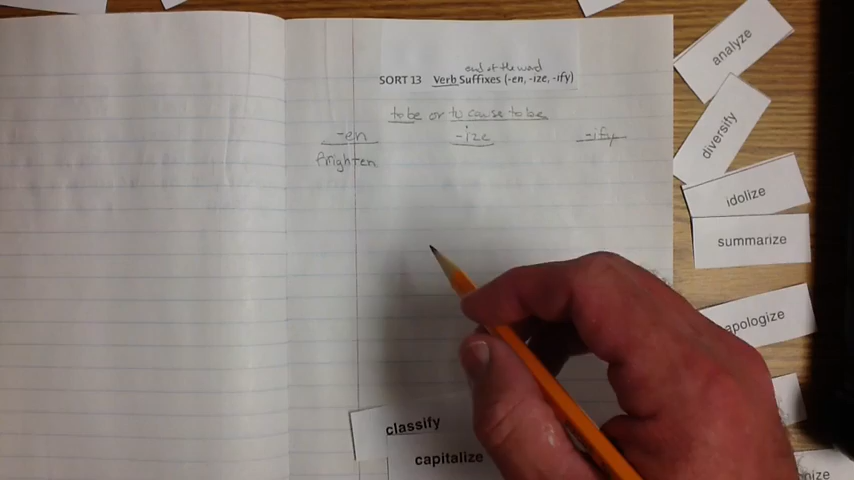 end of the word
SORT 13 Verb Suffixes (-en, -ize, -ify)
to be or to cause to be
-en -ize -ify
frighten
analyze
diversify
idolize
summarize
apologize
classify
capitalize